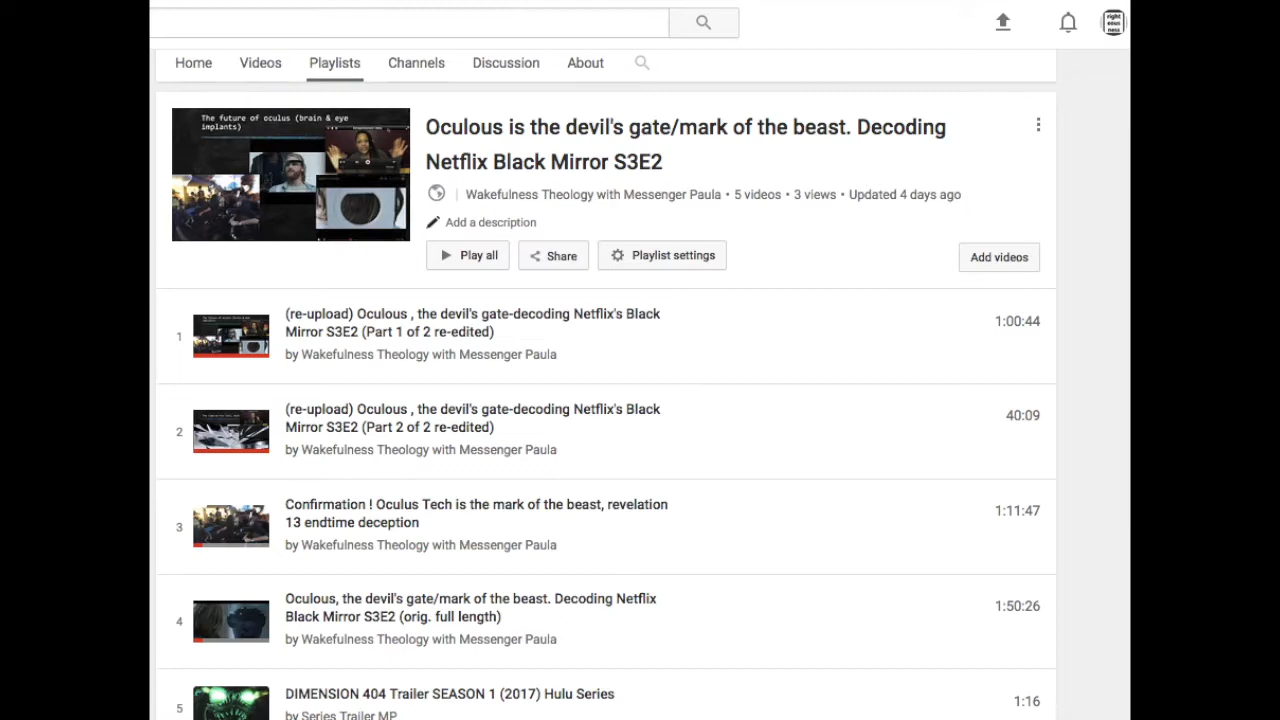 right
eous
ness
Home Videos Playlists Channels Discussion About
The future of oculus (brain & eye
implants)
Oculous is the devil's gate/mark of the beast. Decoding
Netflix Black Mirror S3E2
Wakefulness Theology with Messenger Paula • 5 videos • 3 views • Updated 4 days ago
Add a description
Play all Share Playlist settings Add videos
1 (re-upload) Oculous , the devil's gate-decoding Netflix's Black 1:00:44
Mirror S3E2 (Part 1 of 2 re-edited)
by Wakefulness Theology with Messenger Paula
2 (re-upload) Oculous , the devil's gate-decoding Netflix's Black 40:09
Mirror S3E2 (Part 2 of 2 re-edited)
by Wakefulness Theology with Messenger Paula
3 Confirmation ! Oculus Tech is the mark of the beast, revelation 1:11:47
13 endtime deception
by Wakefulness Theology with Messenger Paula
4 Oculous, the devil's gate/mark of the beast. Decoding Netflix 1:50:26
Black Mirror S3E2 (orig. full length)
by Wakefulness Theology with Messenger Paula
5 DIMENSION 404 Trailer SEASON 1 (2017) Hulu Series 1:16
by Series Trailer MP